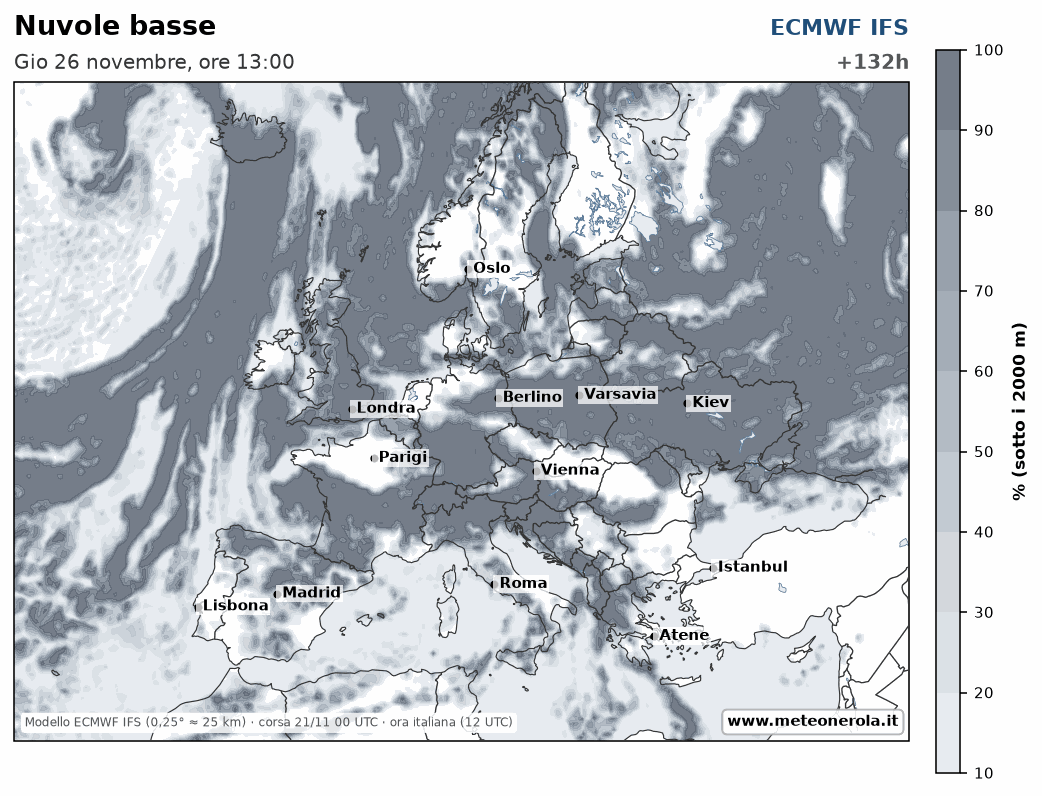 Nuvole basse
ECMWF IFS
Gio 26 novembre, ore 13:00
+132h
100
90
80
70
60
50
40
30
20
10
% (sotto i 2000 m)
Oslo
Londra
Berlino
Varsavia
Kiev
Parigi
Vienna
Istanbul
Roma
Madrid
Lisbona
Atene
Modello ECMWF IFS (0,25° ≈ 25 km) · corsa 21/11 00 UTC · ora italiana (12 UTC)
www.meteonerola.it